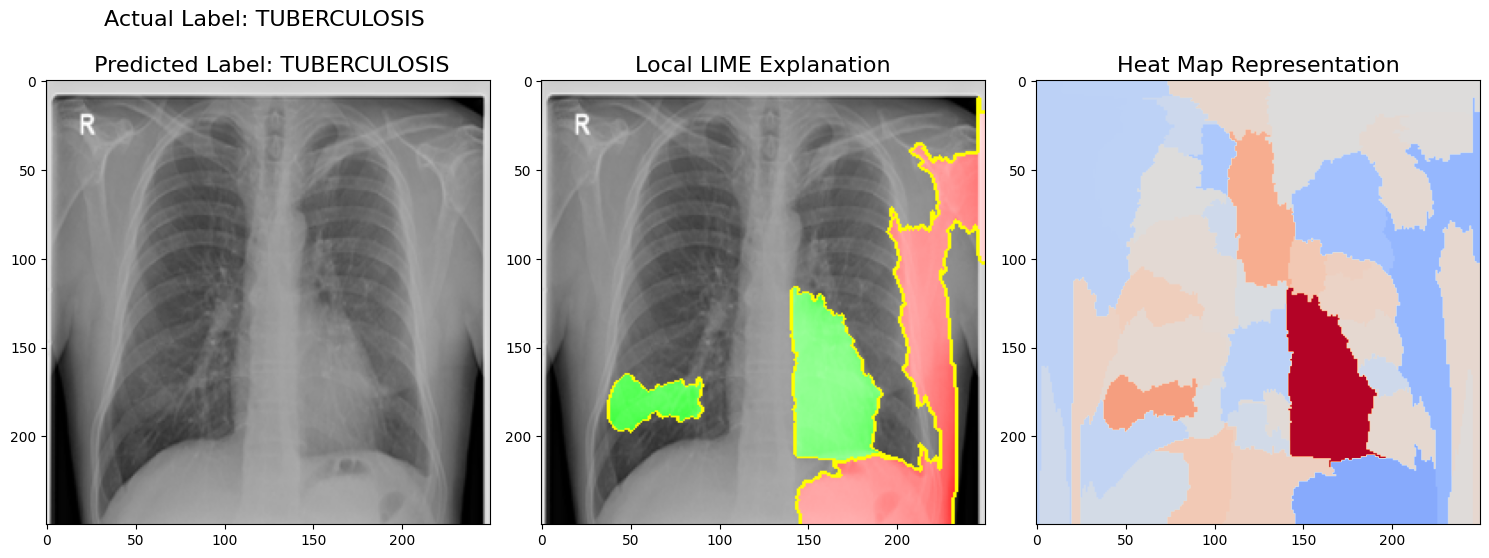 Actual Label: TUBERCULOSIS
Predicted Label: TUBERCULOSIS
Local LIME Explanation
Heat Map Representation
0
50
100
150
200
R
0 50 100 150 200
0
50
100
150
200
R
0 50 100 150 200
0
50
100
150
200
0 50 100 150 200